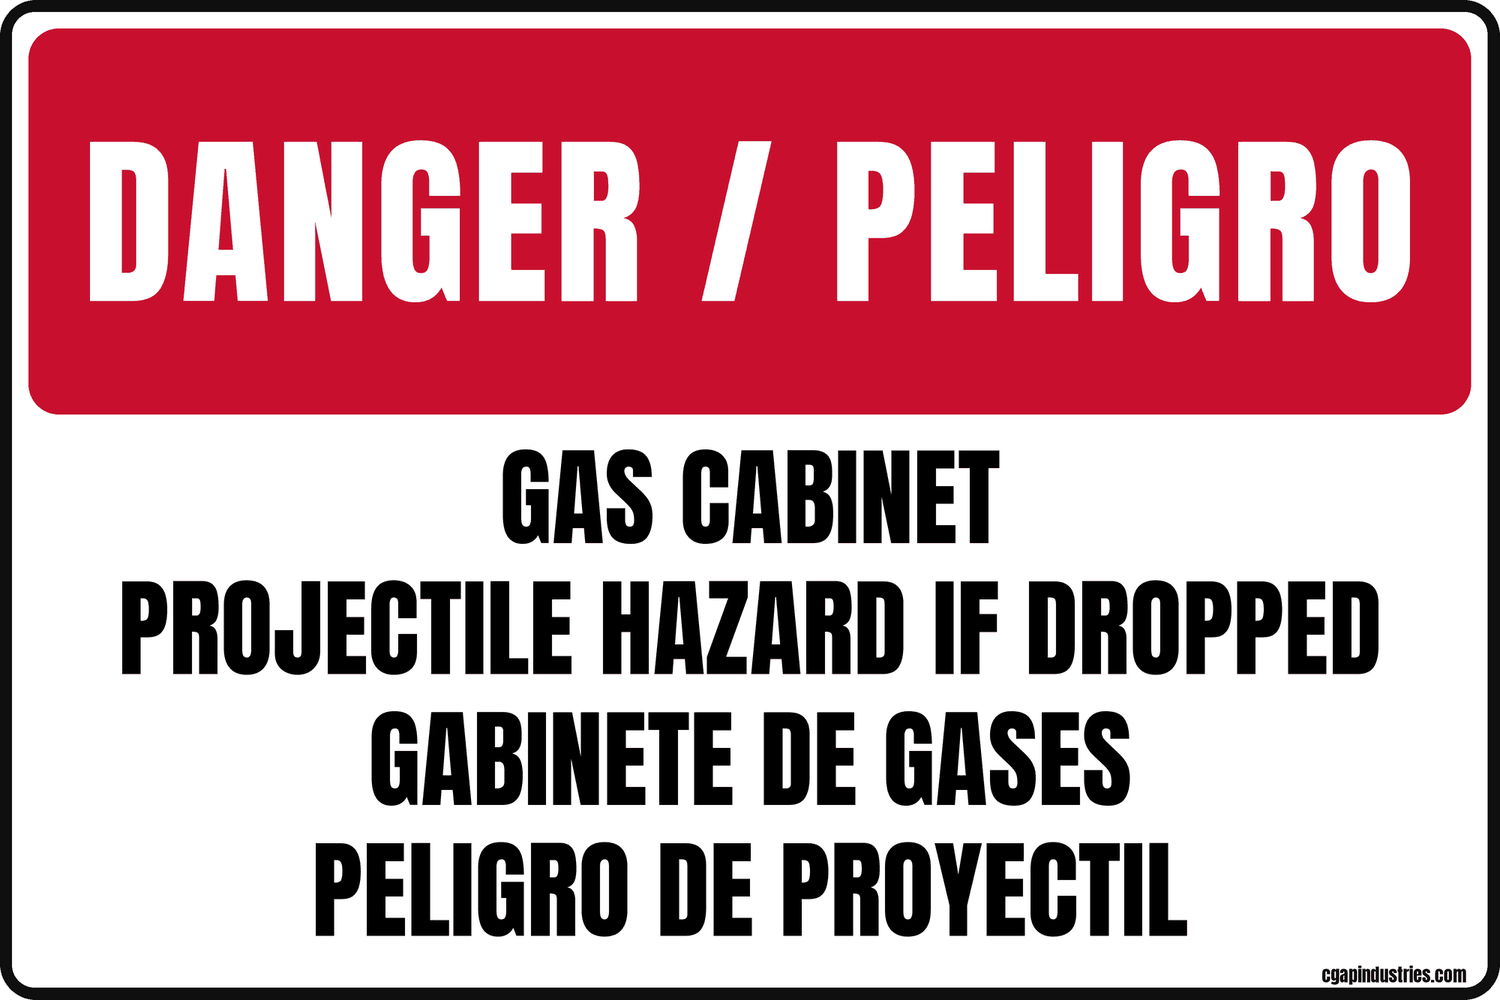 DANGER / PELIGRO
GAS CABINET
PROJECTILE HAZARD IF DROPPED
GABINETE DE GASES
PELIGRO DE PROYECTIL
cgapindustries.com